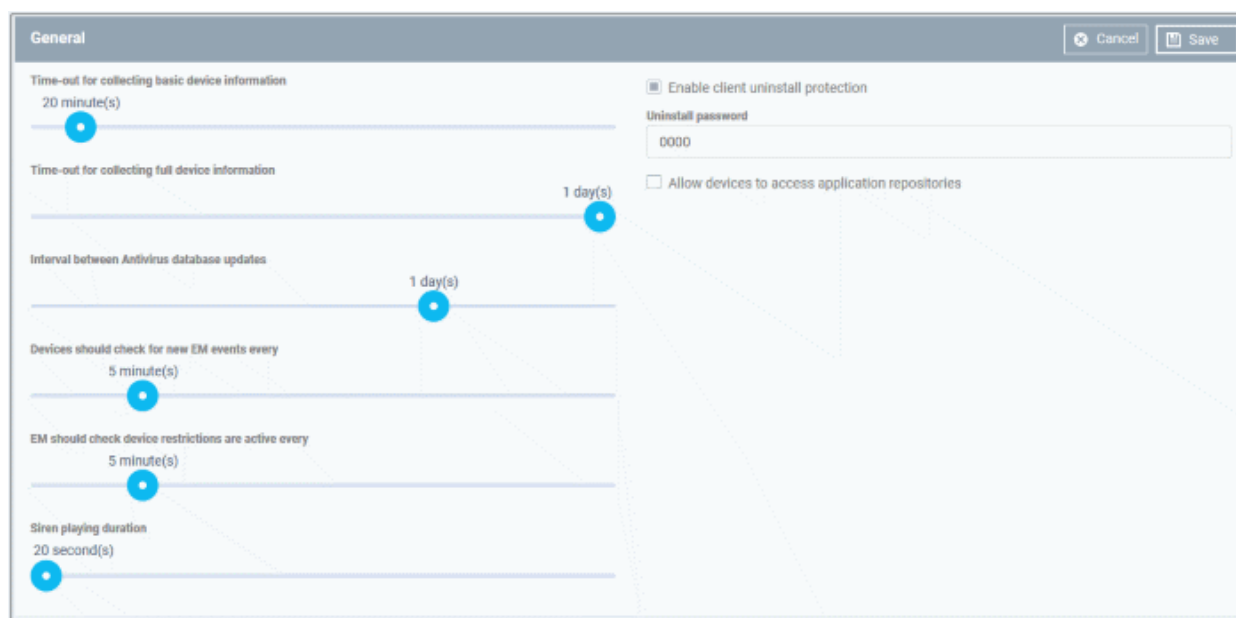 General
Cancel
Save
Time-out for collecting basic device information
20 minute(s)
Time-out for collecting full device information
1 day(s)
Interval between Antivirus database updates
1 day(s)
Devices should check for new EM events every
5 minute(s)
EM should check device restrictions are active every
5 minute(s)
Siren playing duration
20 second(s)
Enable client uninstall protection
Uninstall password
0000
Allow devices to access application repositories